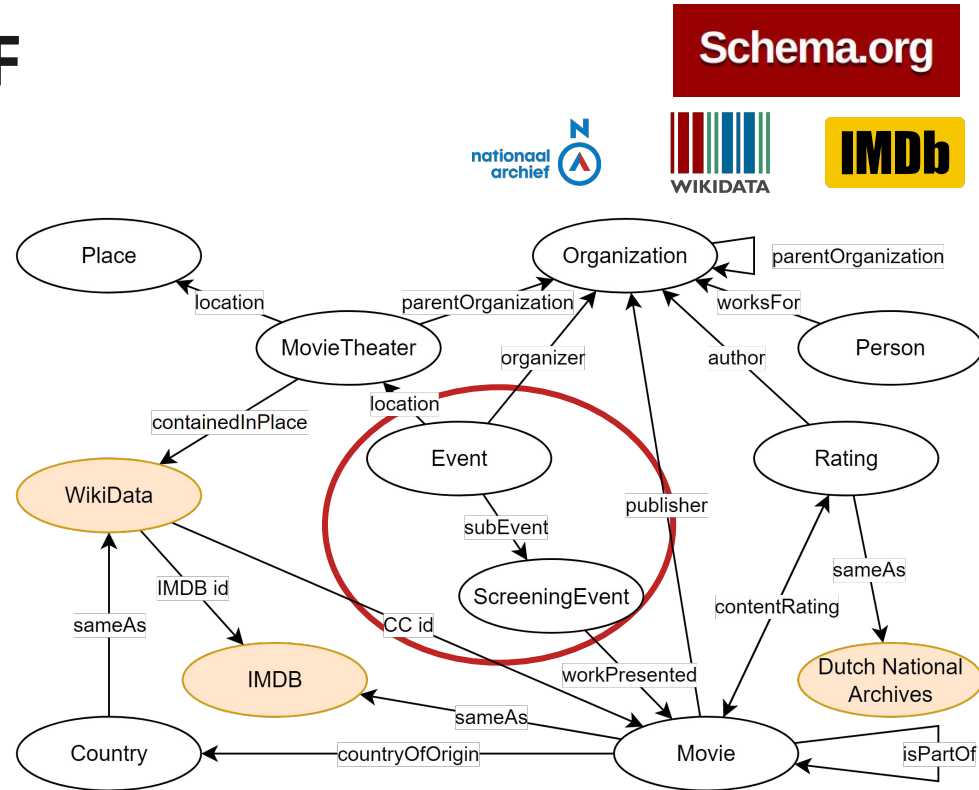 F
Schema.org
nationaal
archief
WIKIDATA
IMDb
Place
Organization
parentOrganization
location
parentOrganization
worksFor
MovieTheater
organizer
author
Person
location
containedInPlace
Event
Rating
WikiData
publisher
subEvent
sameAs
IMDB id
ScreeningEvent
contentRating
sameAs
CC id
IMDB
workPresented
Dutch National
Archives
sameAs
Country
countryOfOrigin
Movie
isPartOf